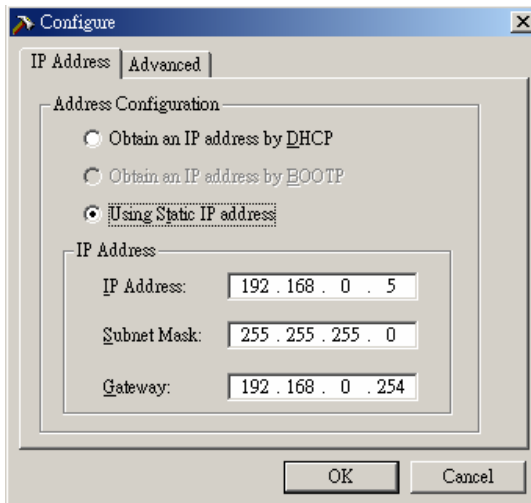 Configure
IP Address
Advanced
Address Configuration
Obtain an IP address by DHCP
Obtain an IP address by BOOTP
Using Static IP address
IP Address
IP Address: 192 . 168 . 0 . 5
Subnet Mask: 255 . 255 . 255 . 0
Gateway: 192 . 168 . 0 . 254
OK Cancel